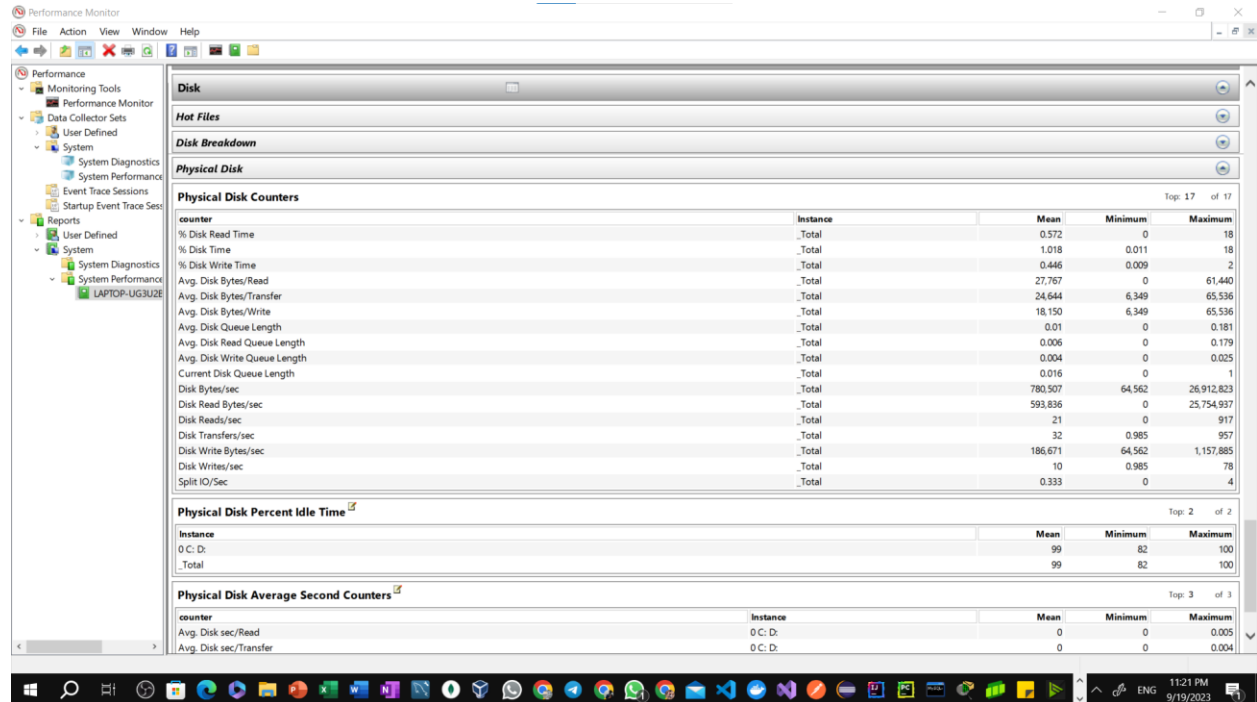 Performance Monitor
File Action View Window Help
Performance
Monitoring Tools
Performance Monitor
Data Collector Sets
User Defined
System
System Diagnostics
System Performance
Event Trace Sessions
Startup Event Trace Sess
Reports
User Defined
System
System Diagnostics
System Performance
LAPTOP-UG3U2E
Disk
Hot Files
Disk Breakdown
Physical Disk
Physical Disk Counters Top: 17 of 17
counter Instance Mean Minimum Maximum
% Disk Read Time _Total 0.572 0 18
% Disk Time _Total 1.018 0.011 18
% Disk Write Time _Total 0.446 0.009 2
Avg. Disk Bytes/Read _Total 27,767 0 61,440
Avg. Disk Bytes/Transfer _Total 24,644 6,349 65,536
Avg. Disk Bytes/Write _Total 18,150 6,349 65,536
Avg. Disk Queue Length _Total 0.01 0 0.181
Avg. Disk Read Queue Length _Total 0.006 0 0.179
Avg. Disk Write Queue Length _Total 0.004 0 0.025
Current Disk Queue Length _Total 0.016 0 1
Disk Bytes/sec _Total 780,507 64,562 26,912,823
Disk Read Bytes/sec _Total 593,836 0 25,754,937
Disk Reads/sec _Total 21 0 917
Disk Transfers/sec _Total 32 0.985 957
Disk Write Bytes/sec _Total 186,671 64,562 1,157,885
Disk Writes/sec _Total 10 0.985 78
Split IO/Sec _Total 0.333 0 4
Physical Disk Percent Idle Time Top: 2 of 2
Instance Mean Minimum Maximum
0 C: D: 99 82 100
_Total 99 82 100
Physical Disk Average Second Counters Top: 3 of 3
counter Instance Mean Minimum Maximum
Avg. Disk sec/Read 0 C: D: 0 0 0.005
Avg. Disk sec/Transfer 0 C: D: 0 0 0.004
ENG
11:21 PM
9/19/2023